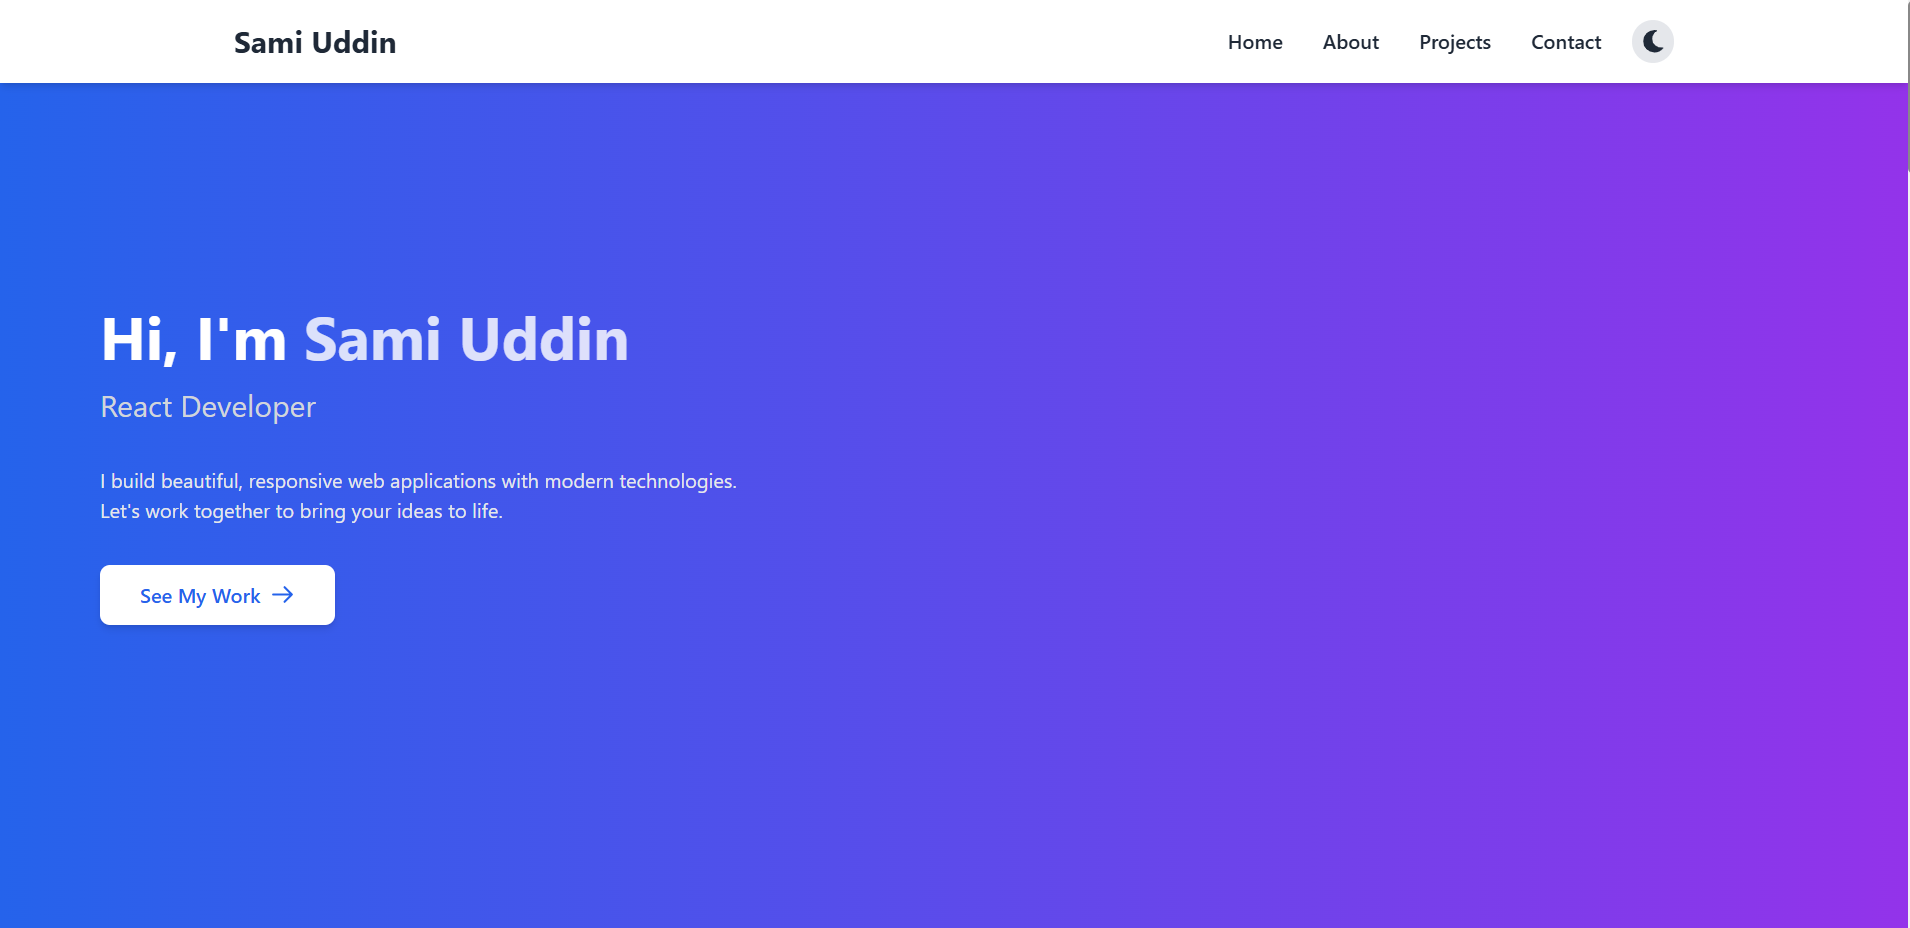 Sami Uddin
Home About Projects Contact
Hi, I'm Sami Uddin
React Developer
I build beautiful, responsive web applications with modern technologies.
Let's work together to bring your ideas to life.
See My Work